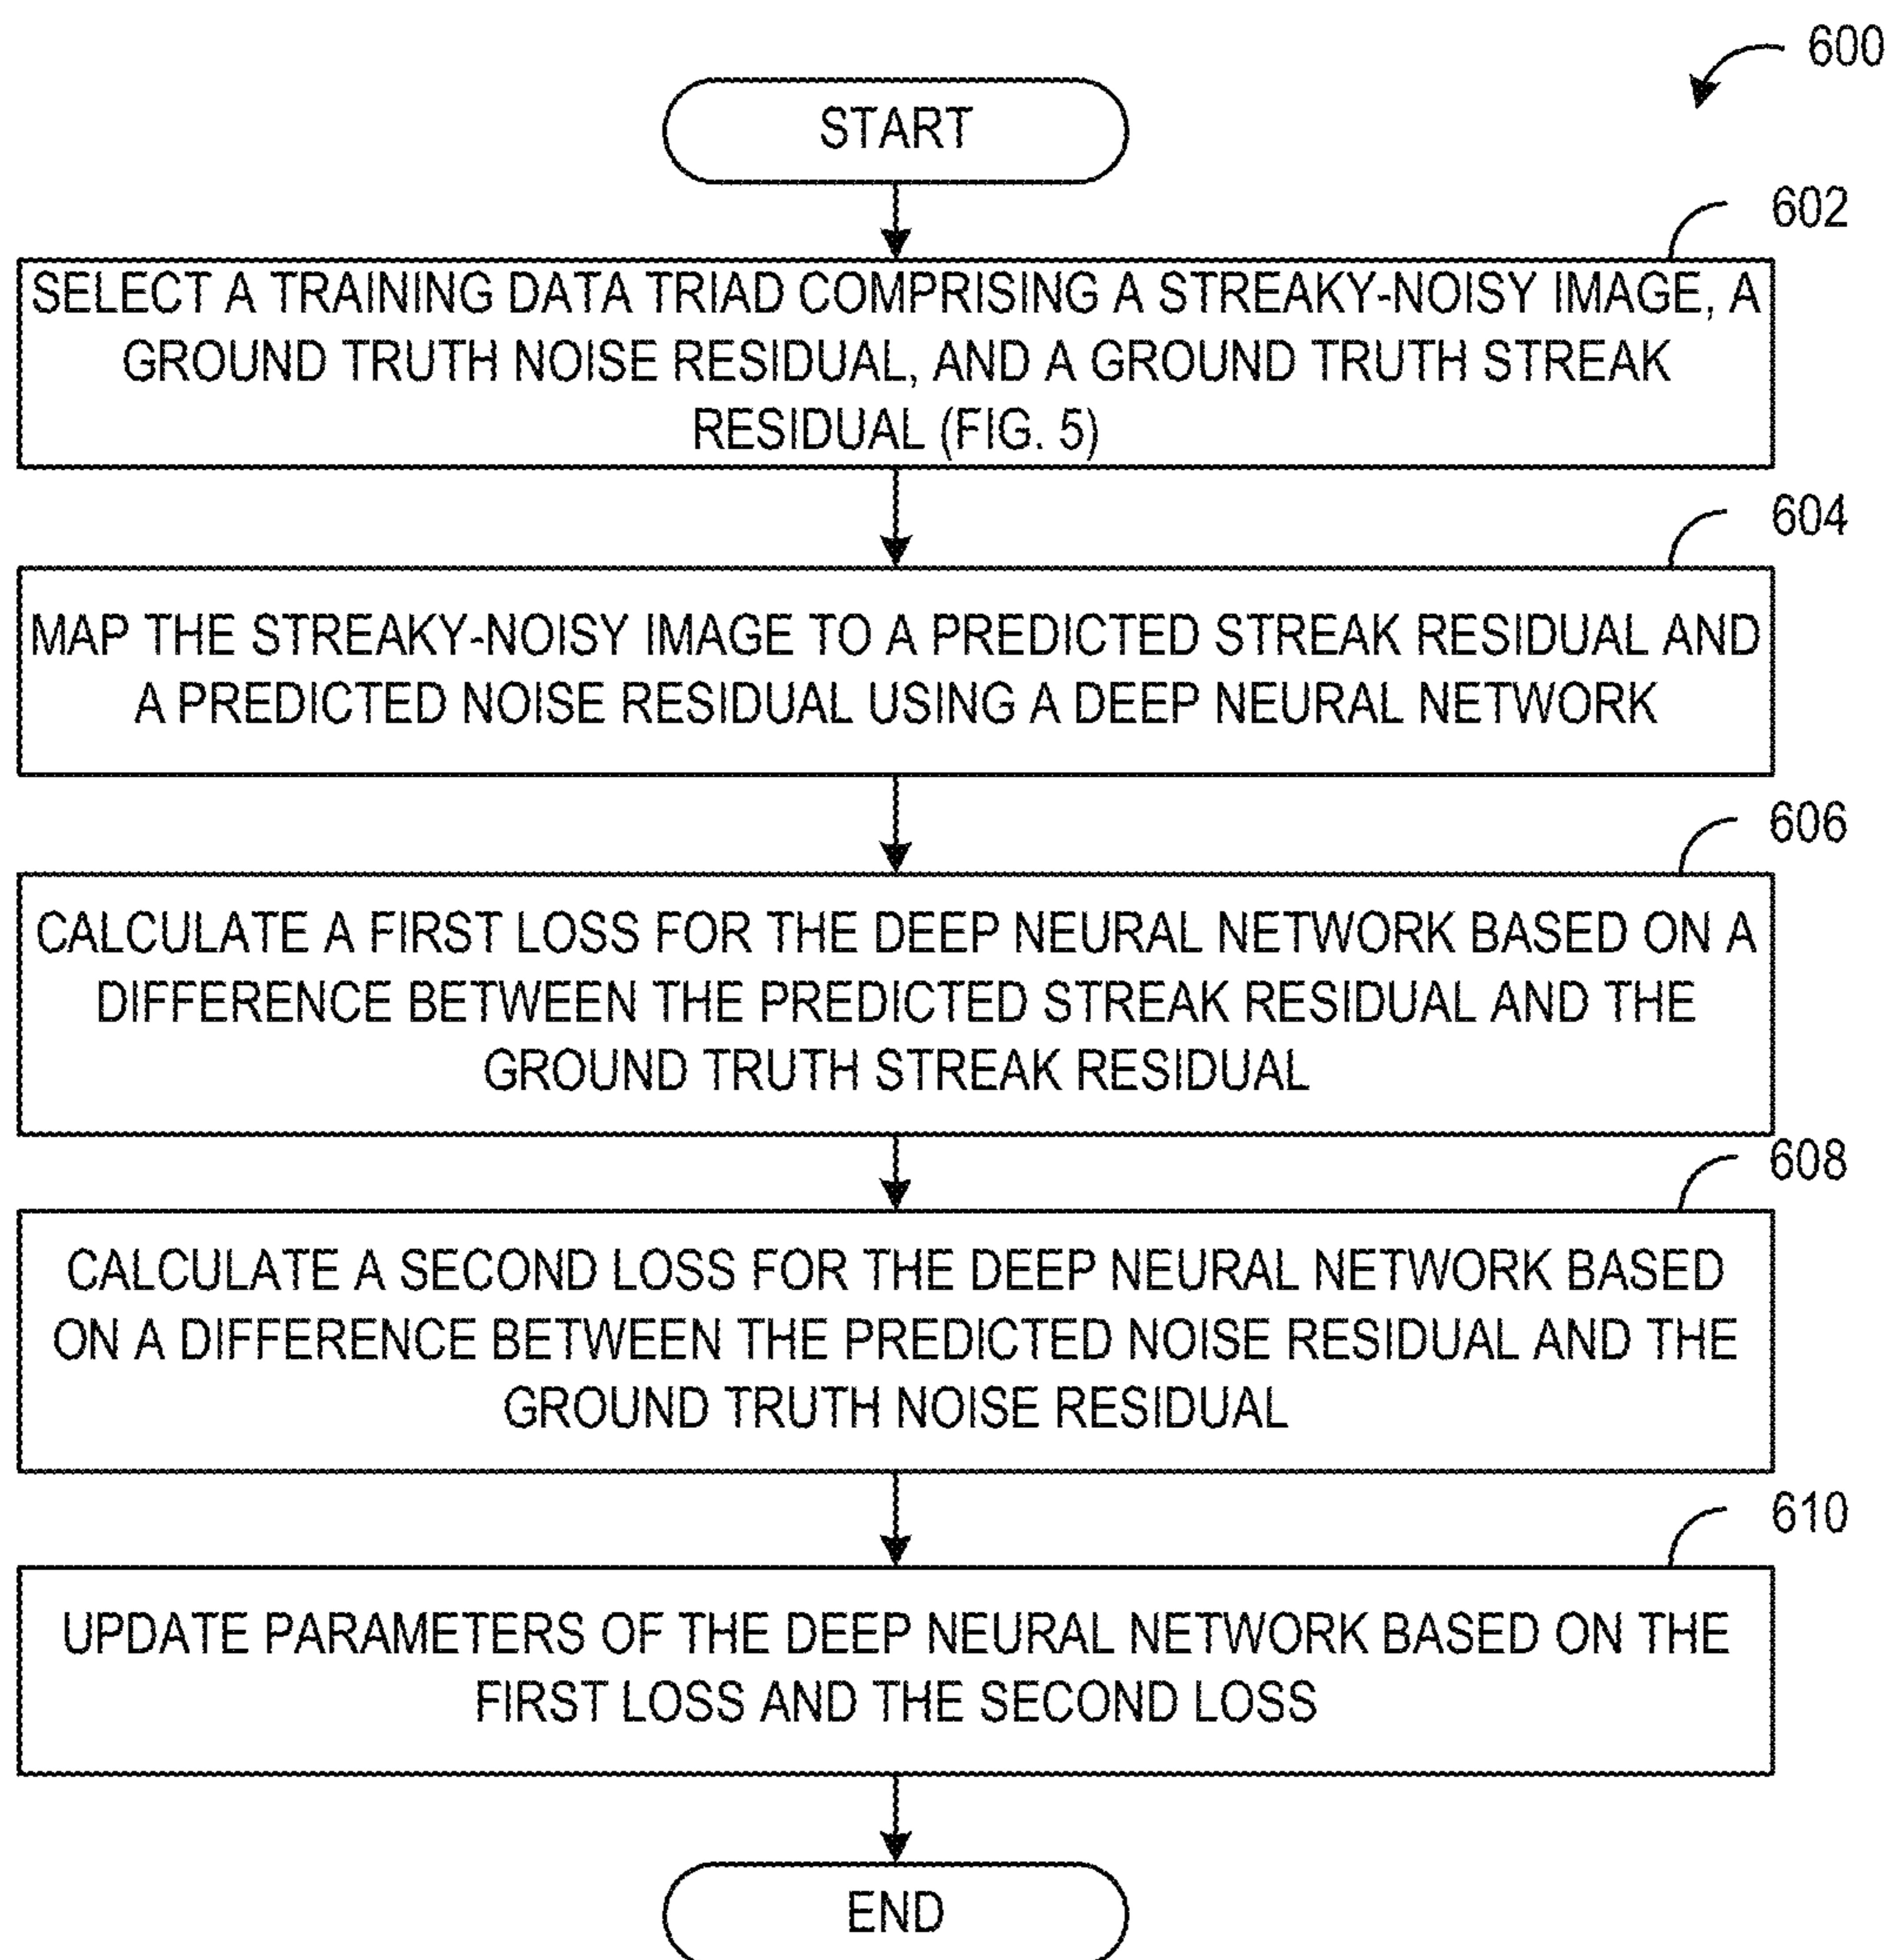 600
START
602
SELECT A TRAINING DATA TRIAD COMPRISING A STREAKY-NOISY IMAGE, A
GROUND TRUTH NOISE RESIDUAL, AND A GROUND TRUTH STREAK
RESIDUAL (FIG. 5)
604
MAP THE STREAKY-NOISY IMAGE TO A PREDICTED STREAK RESIDUAL AND
A PREDICTED NOISE RESIDUAL USING A DEEP NEURAL NETWORK
606
CALCULATE A FIRST LOSS FOR THE DEEP NEURAL NETWORK BASED ON A
DIFFERENCE BETWEEN THE PREDICTED STREAK RESIDUAL AND THE
GROUND TRUTH STREAK RESIDUAL
608
CALCULATE A SECOND LOSS FOR THE DEEP NEURAL NETWORK BASED
ON A DIFFERENCE BETWEEN THE PREDICTED NOISE RESIDUAL AND THE
GROUND TRUTH NOISE RESIDUAL
610
UPDATE PARAMETERS OF THE DEEP NEURAL NETWORK BASED ON THE
FIRST LOSS AND THE SECOND LOSS
END